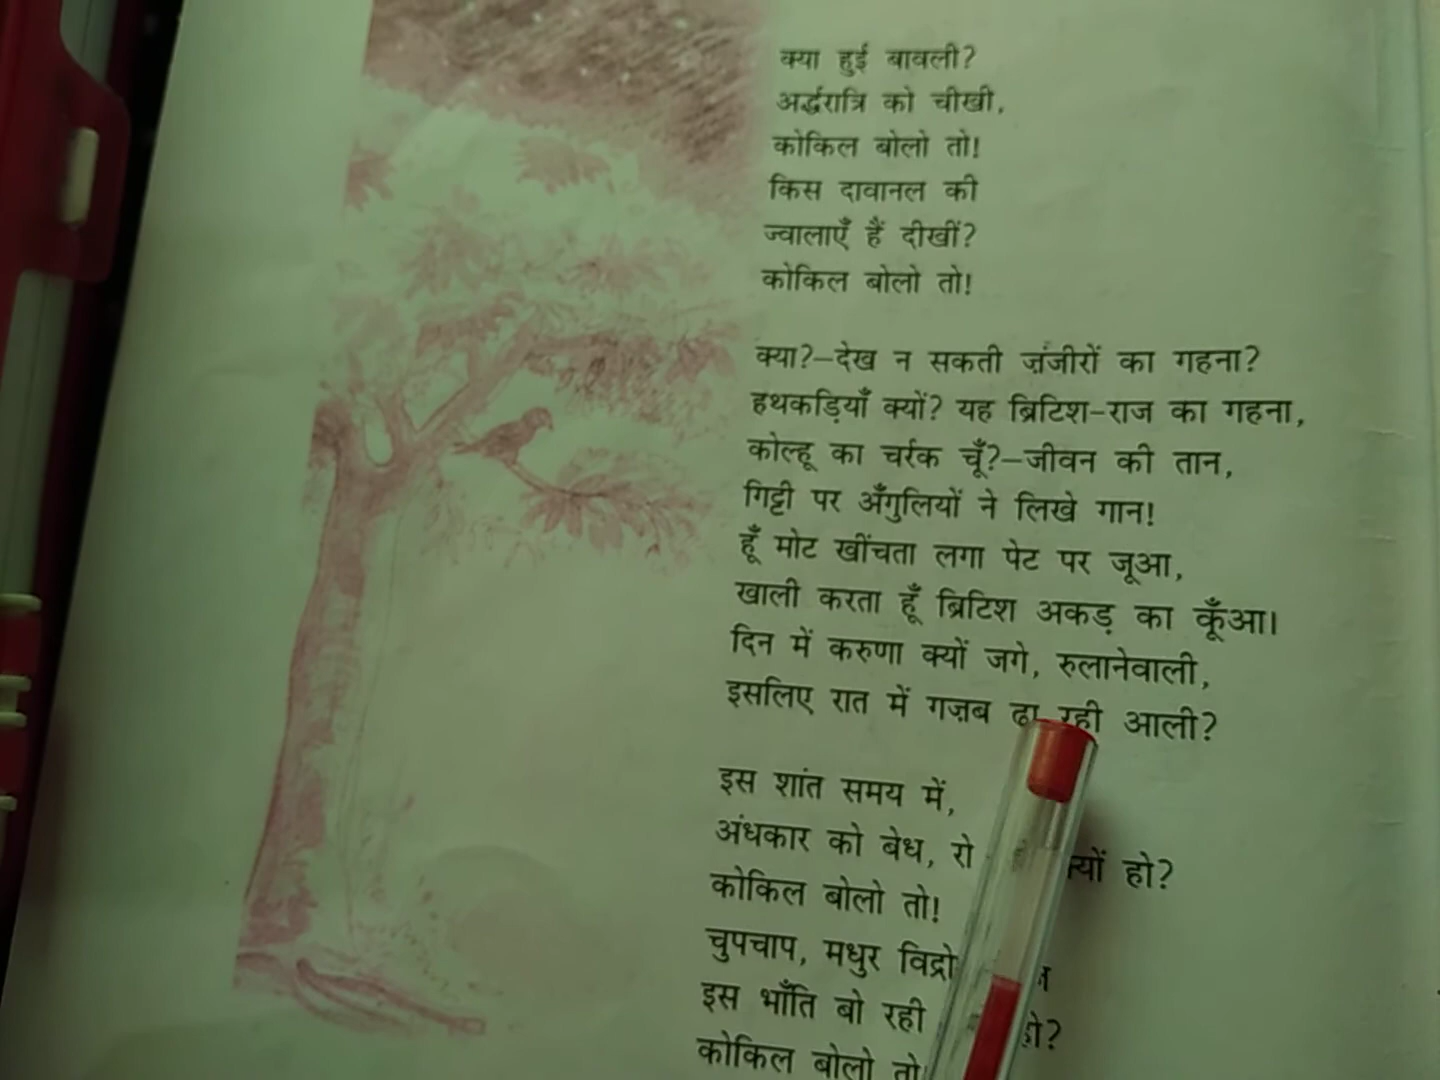 क्या हुई बावली?
अर्द्धरात्रि को चीखी,
कोकिल बोलो तो!
किस दावानल की
ज्वालाएँ हैं दीखीं?
कोकिल बोलो तो!
क्या?—देख न सकती ज़ंजीरों का गहना?
हथकड़ियाँ क्यों? यह ब्रिटिश-राज का गहना,
कोल्हू का चर्रक चूँ?—जीवन की तान,
गिट्टी पर अँगुलियों ने लिखे गान!
हूँ मोट खींचता लगा पेट पर जूआ,
खाली करता हूँ ब्रिटिश अकड़ का कूँआ।
दिन में करुणा क्यों जगे, रुलानेवाली,
इसलिए रात में गज़ब ढा रही आली?
इस शांत समय में,
अंधकार को बेध, रो क्यों हो?
कोकिल बोलो तो!
चुपचाप, मधुर
इस भाँति बो रही हो?
कोकिल बोलो तो